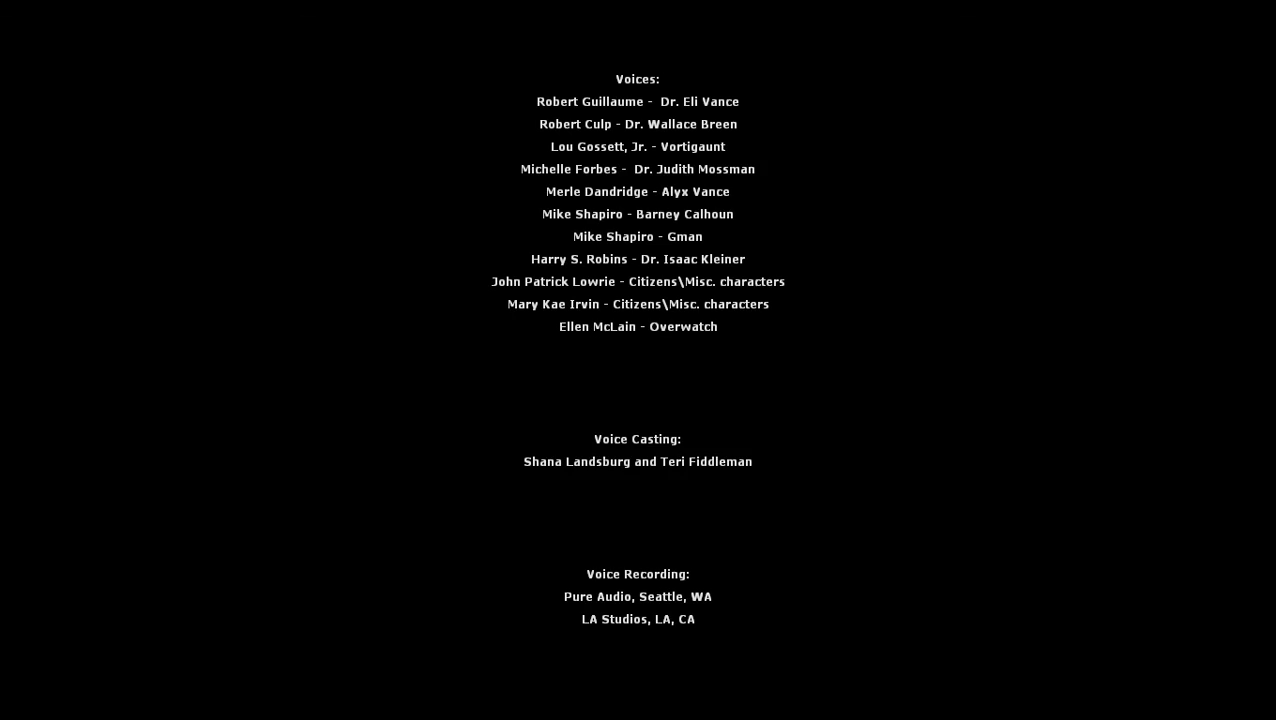 Voices:
Robert Guillaume -  Dr. Eli Vance
Robert Culp - Dr. Wallace Breen
Lou Gossett, Jr. - Vortigaunt
Michelle Forbes -  Dr. Judith Mossman
Merle Dandridge - Alyx Vance
Mike Shapiro - Barney Calhoun
Mike Shapiro - Gman
Harry S. Robins - Dr. Isaac Kleiner
John Patrick Lowrie - Citizens\Misc. characters
Mary Kae Irvin - Citizens\Misc. characters
Ellen McLain - Overwatch
Voice Casting:
Shana Landsburg and Teri Fiddleman
Voice Recording:
Pure Audio, Seattle, WA
LA Studios, LA, CA